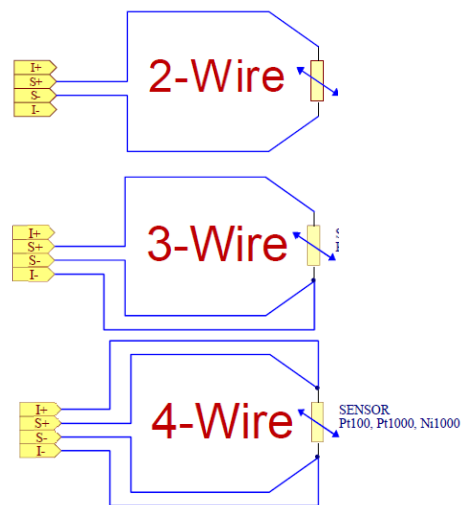 I+
S+
S-
I-
2-Wire
I+
S+
S-
I-
3-Wire
I+
S+
S-
I-
4-Wire
SENSOR
Pt100, Pt1000, Ni1000